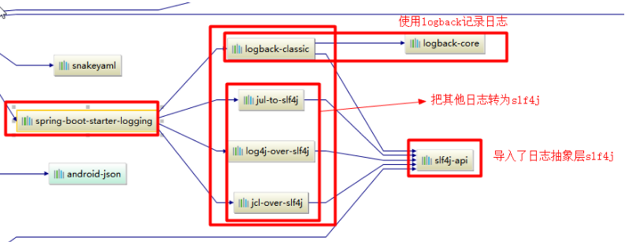 使用logback记录日志
logback-classic
logback-core
snakeyaml
jul-to-slf4j
把其他日志转为slf4j
spring-boot-starter-logging
log4j-over-slf4j
slf4j-api
导入了日志抽象层slf4j
android-json
jcl-over-slf4j